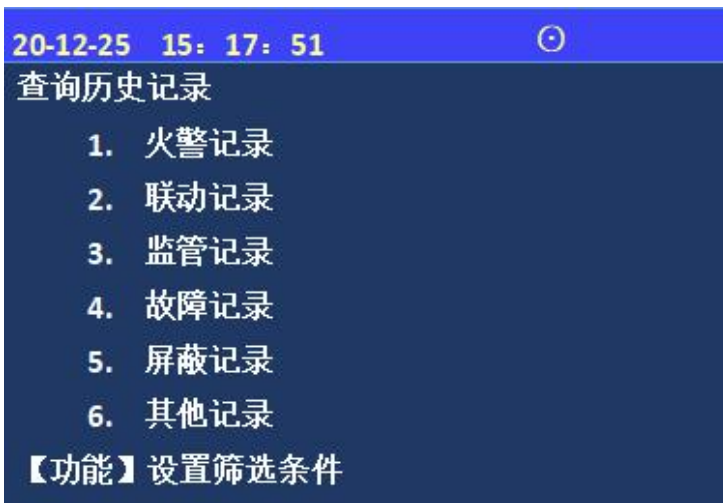 20-12-25 15：17：51
查询历史记录
1. 火警记录
2. 联动记录
3. 监管记录
4. 故障记录
5. 屏蔽记录
6. 其他记录
【功能】设置筛选条件